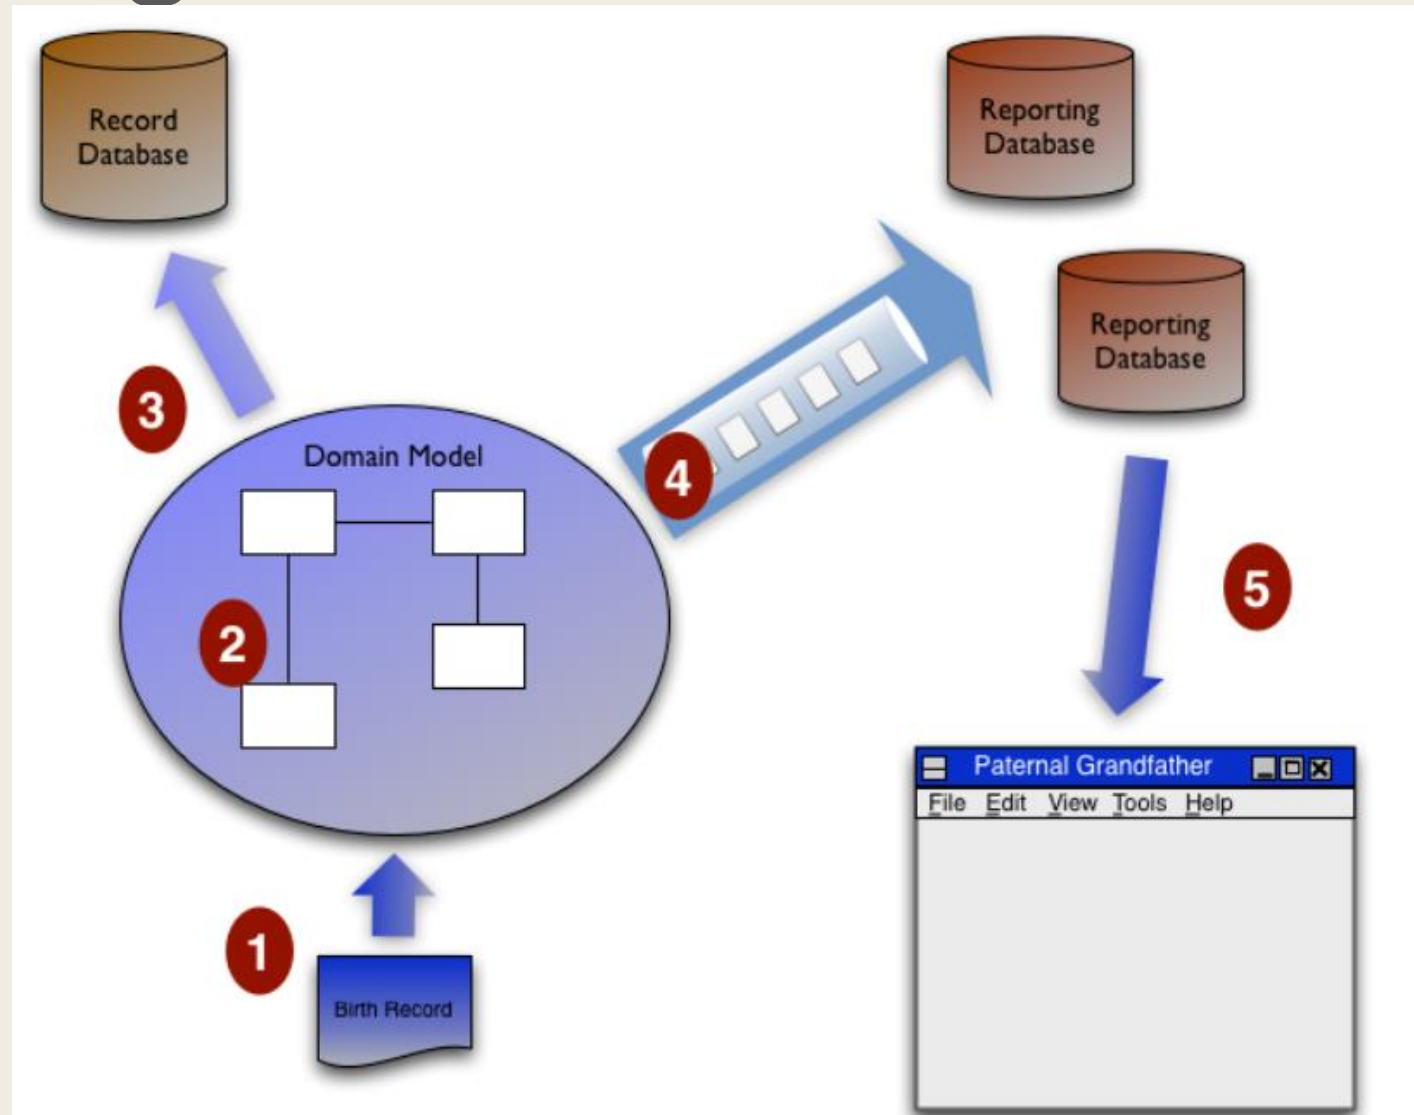 Record
Database
Reporting
Database
Reporting
Database
3
Domain Model
4
2
5
Paternal Grandfather
File Edit View Tools Help
1
Birth Record